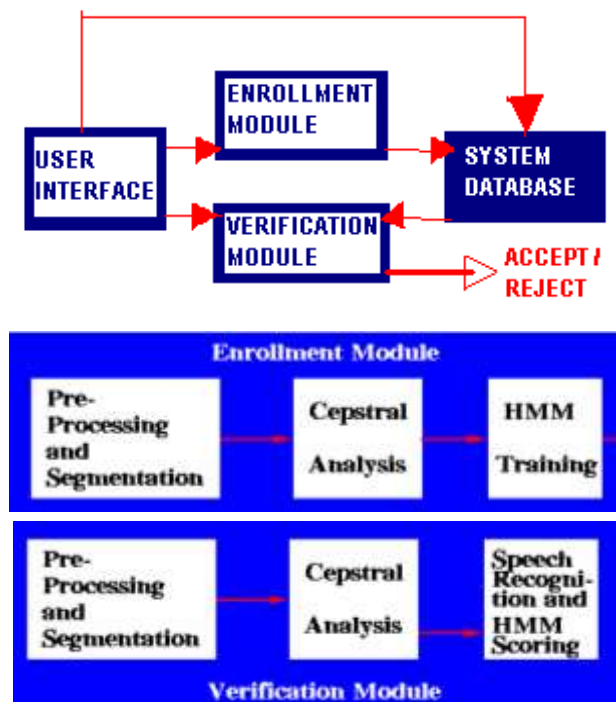 ENROLLMENT
MODULE
USER
INTERFACE
SYSTEM
DATABASE
VERIFICATION
MODULE
ACCEPT /
REJECT
Enrollment Module
Pre-
Processing
and
Segmentation
Cepstral
Analysis
HMM
Training
Pre-
Processing
and
Segmentation
Cepstral
Analysis
Speech
Recogni-
tion and
HMM
Scoring
Verification Module